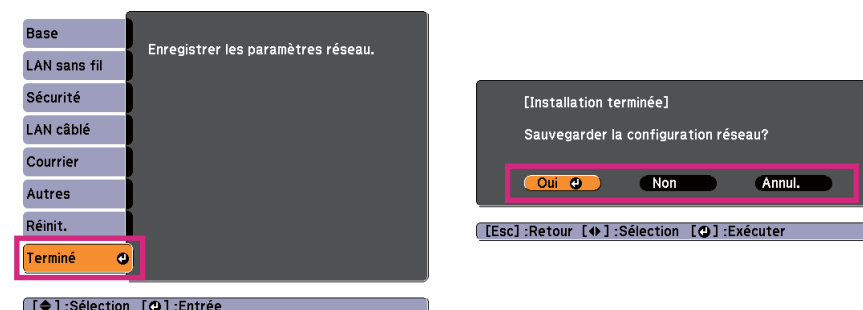 Base
LAN sans fil
Sécurité
LAN câblé
Courrier
Autres
Réinit.
Terminé
Enregistrer les paramètres réseau.
[ ] :Sélection [ ] :Entrée
[Installation terminée]
Sauvegarder la configuration réseau?
Oui Non Annul.
[Esc] :Retour [ ] :Sélection [ ] :Exécuter